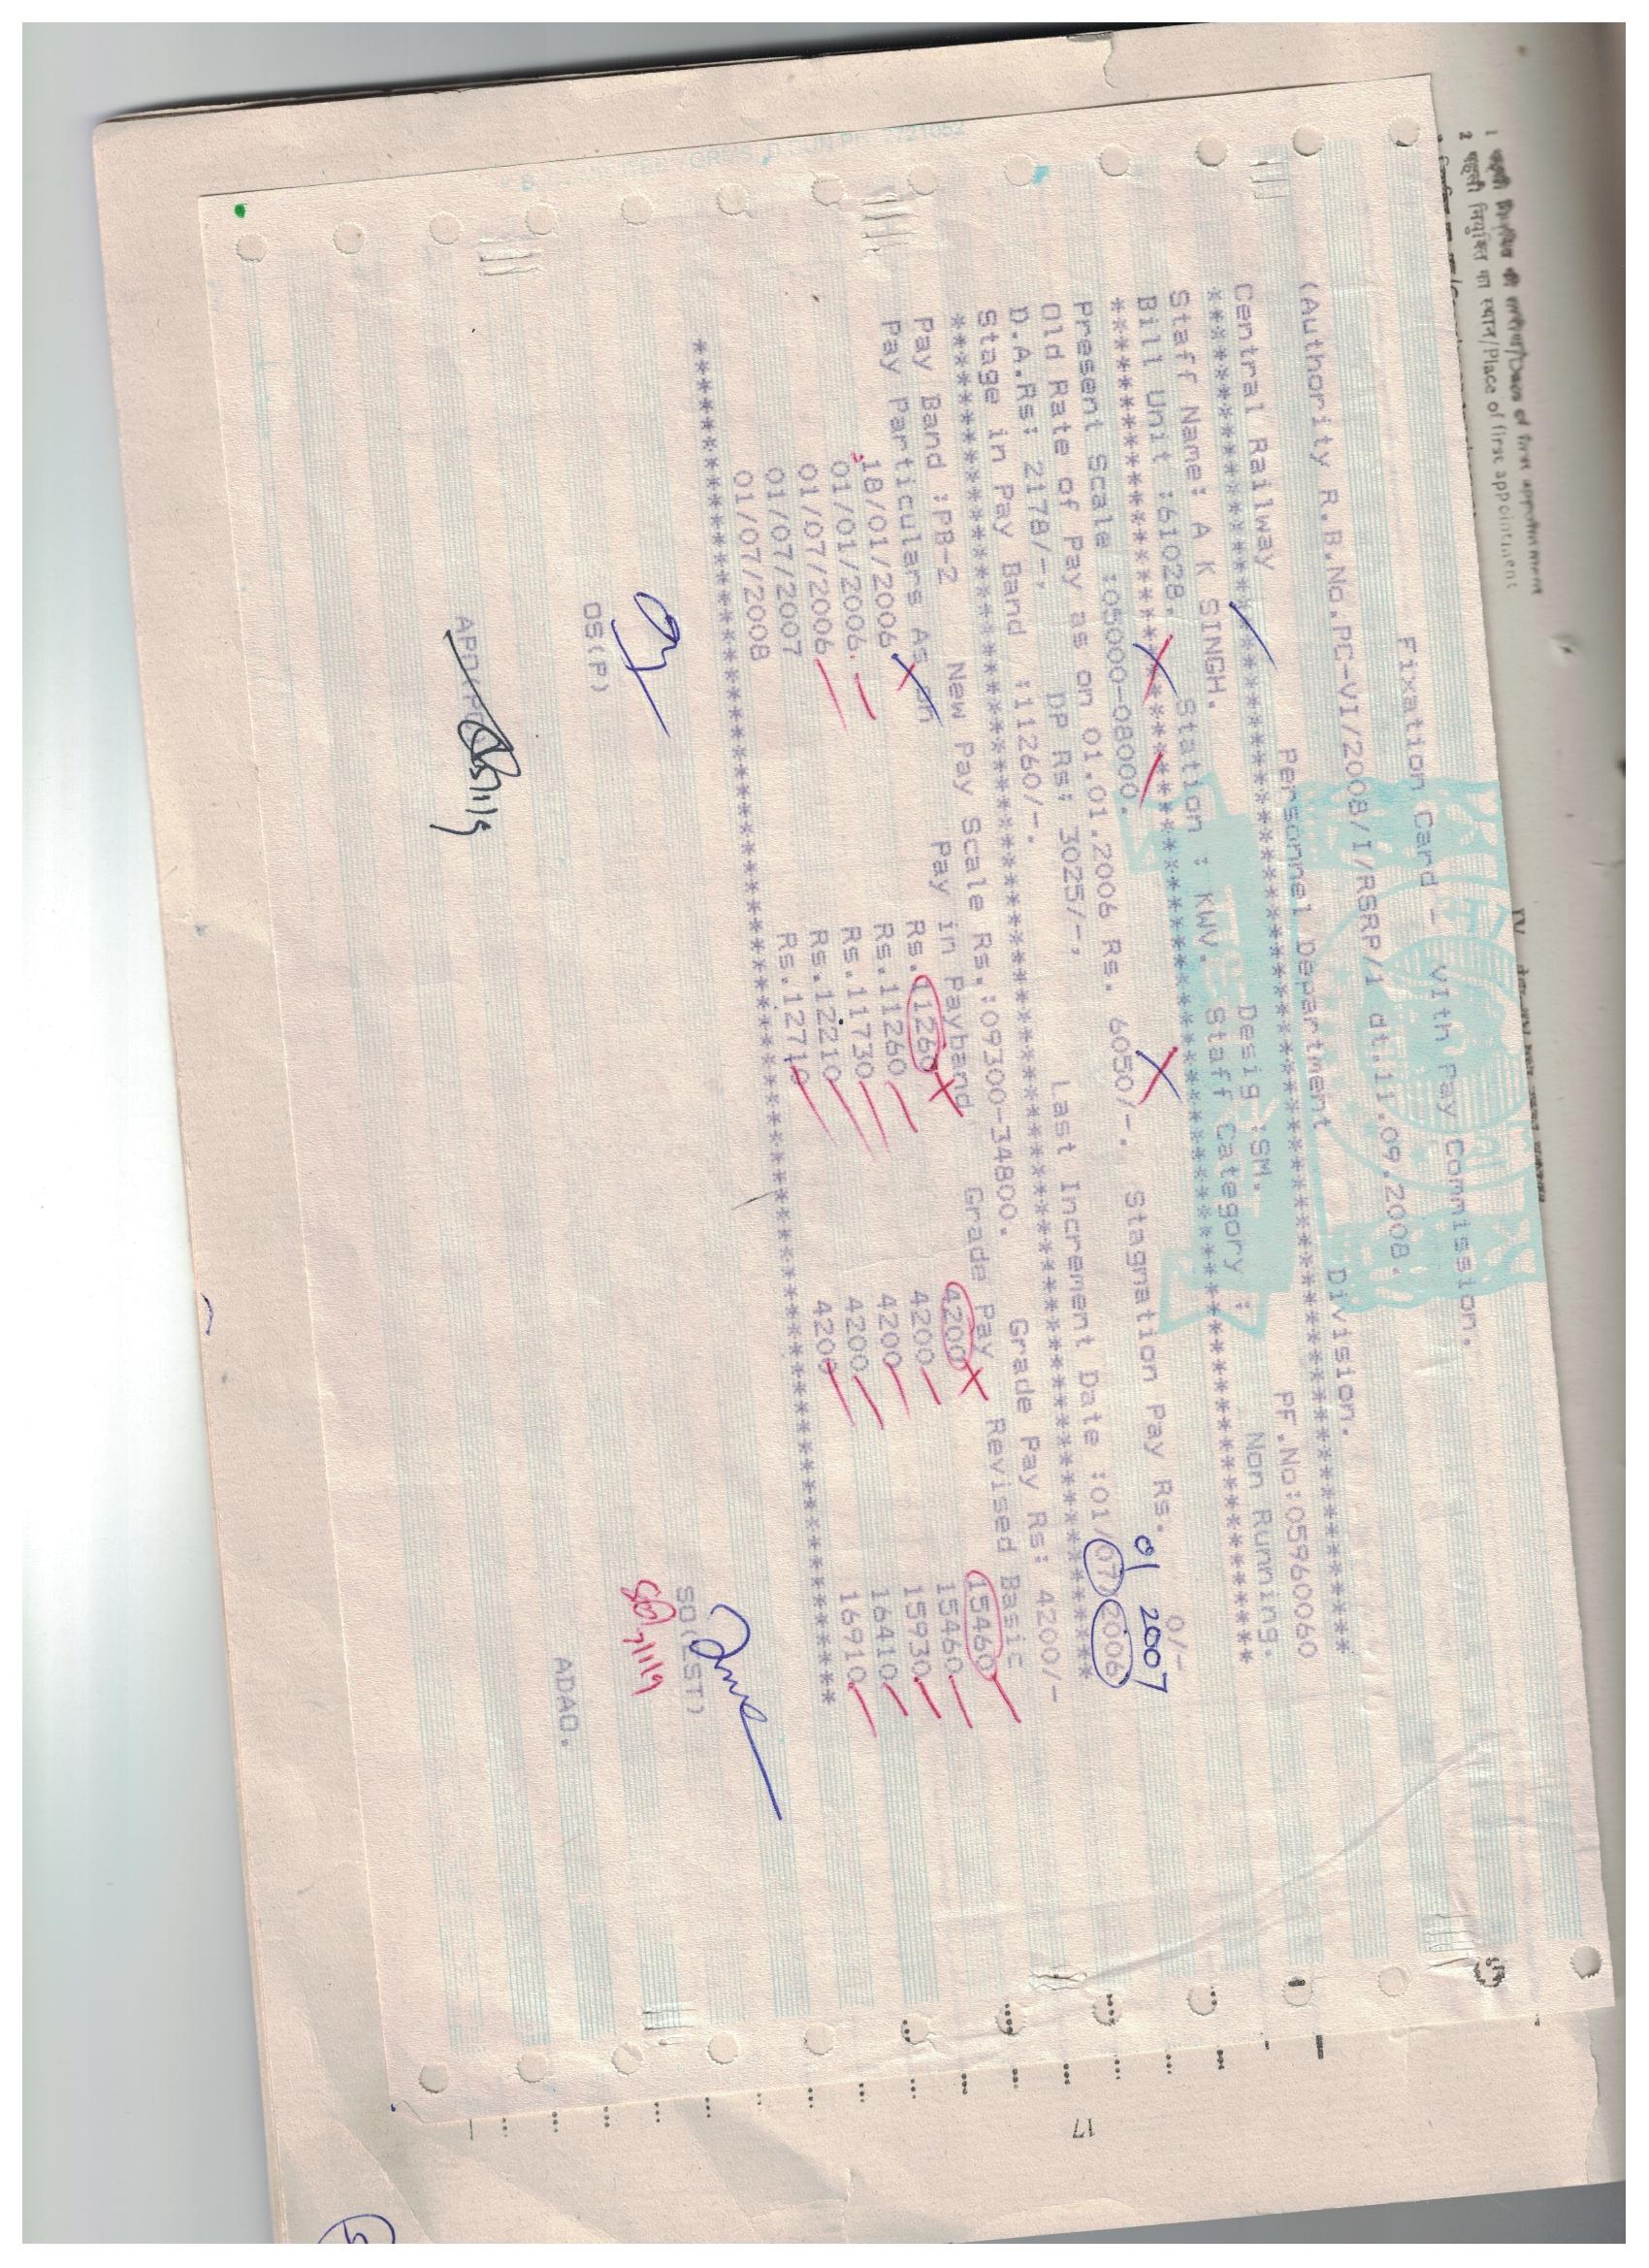 1 पहली नियुक्ति की तारीख/Date of first appointment
2 पहली नियुक्ति का स्थान/Place of first appointment
Fixation Card - VIth Pay Commission.
(Authority R.B.No.PC-VI/2008/I/RSRP/1 dt.11.09.2008.
Central Railway Personnel Department Division.
Staff Name: A K SINGH. Desig :SM. PF.No:05960060
Bill Unit :61028. Station : KWV. Staff Category : Non Running.
Present Scale :05000-08000.
Old Rate of Pay as on 01.01.2006 Rs. 6050/-. Stagnation Pay Rs. 0/-
01 2007
D.A.Rs: 2178/-, DP Rs: 3025/-, Last Increment Date :01/07/2006
Stage in Pay Band :11260/-. Grade Pay Rs: 4200/-
Pay Band :PB-2 New Pay Scale Rs.:09300-34800.
Pay Particulars As on Pay in Payband Grade Pay Revised Basic
18/01/2006 Rs.11260 4200 15460
01/01/2006. Rs.11260 4200 15460
01/07/2006 Rs.11730 4200 15930
01/07/2007 Rs.12210 4200 16410
01/07/2008 Rs.12710 4200 16910
OS(P) SO(EST)
ADAO.
17